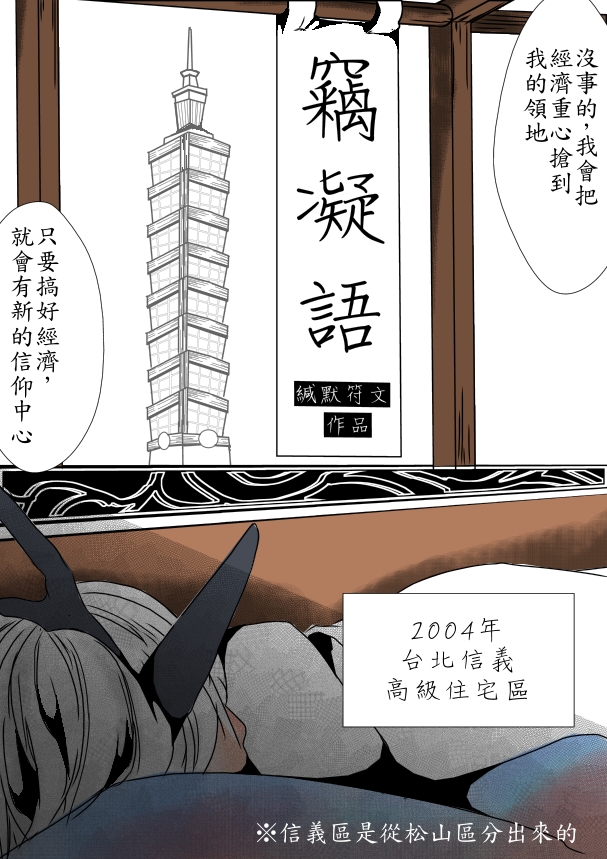 沒事的，我會把
經濟重心搶到
我的領地
竊凝語
緘默符文
作品
只要搞好經濟，
就會有新的信仰中心
2004年
台北信義
高級住宅區
※信義區是從松山區分出來的